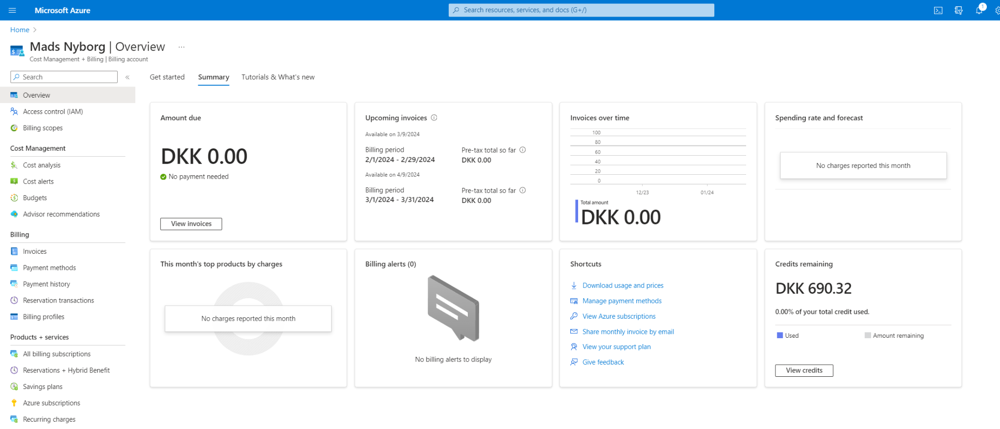 Microsoft Azure
Search resources, services, and docs (G+/)
1
Home
Mads Nyborg | Overview ...
Cost Management + Billing | Billing account
Search
«
Overview
Access control (IAM)
Billing scopes
Cost Management
Cost analysis
Cost alerts
Budgets
Advisor recommendations
Billing
Invoices
Payment methods
Payment history
Reservation transactions
Billing profiles
Products + services
All billing subscriptions
Reservations + Hybrid Benefit
Savings plans
Azure subscriptions
Recurring charges
Get started
Summary
Tutorials & What's new
Amount due
DKK 0.00
No payment needed
View invoices
Upcoming invoices
Available on 3/9/2024
Billing period
2/1/2024 - 2/29/2024
Pre-tax total so far
DKK 0.00
Available on 4/9/2024
Billing period
3/1/2024 - 3/31/2024
Pre-tax total so far
DKK 0.00
Invoices over time
100
80
60
40
20
0
12/23
01/24
Total amount
DKK 0.00
Spending rate and forecast
No charges reported this month
This month's top products by charges
No charges reported this month
Billing alerts (0)
No billing alerts to display
Shortcuts
Download usage and prices
Manage payment methods
View Azure subscriptions
Share monthly invoice by email
View your support plan
Give feedback
Credits remaining
DKK 690.32
0.00% of your total credit used.
Used
Amount remaining
View credits